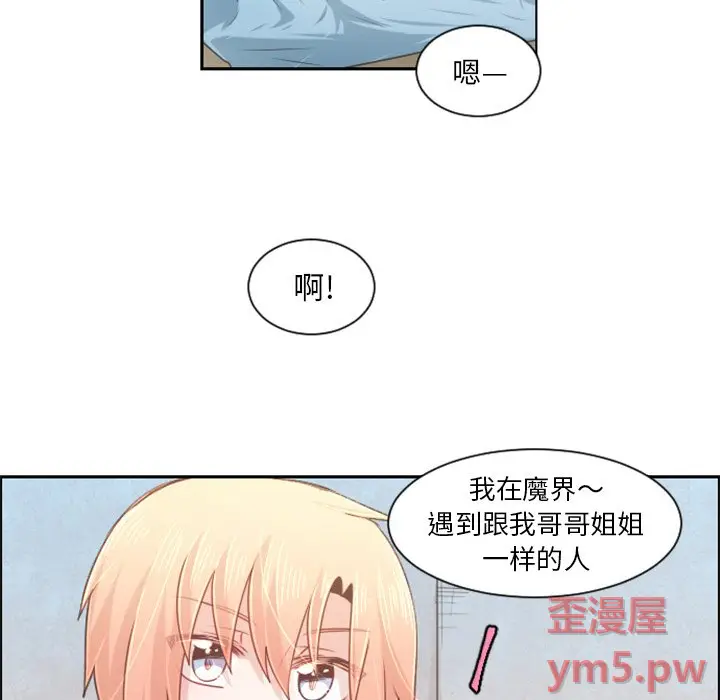 嗯—
啊!
我在魔界～
遇到跟我哥哥姐姐
一样的人
歪漫屋
ym5.pw